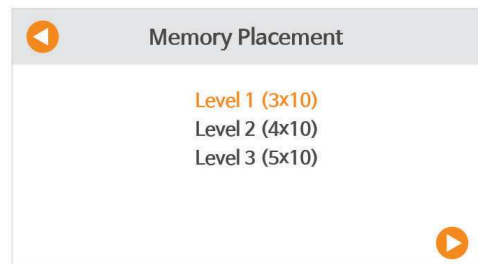 Memory Placement
Level 1 (3x10)
Level 2 (4x10)
Level 3 (5x10)